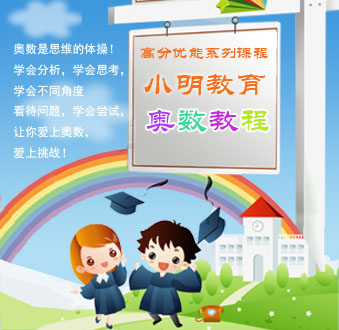 奥数是思维的体操！
学会分析，学会思考，
学会不同角度
看待问题，学会尝试，
让你爱上奥数，
爱上挑战！
高分优能系列课程
小明教育
奥数教程